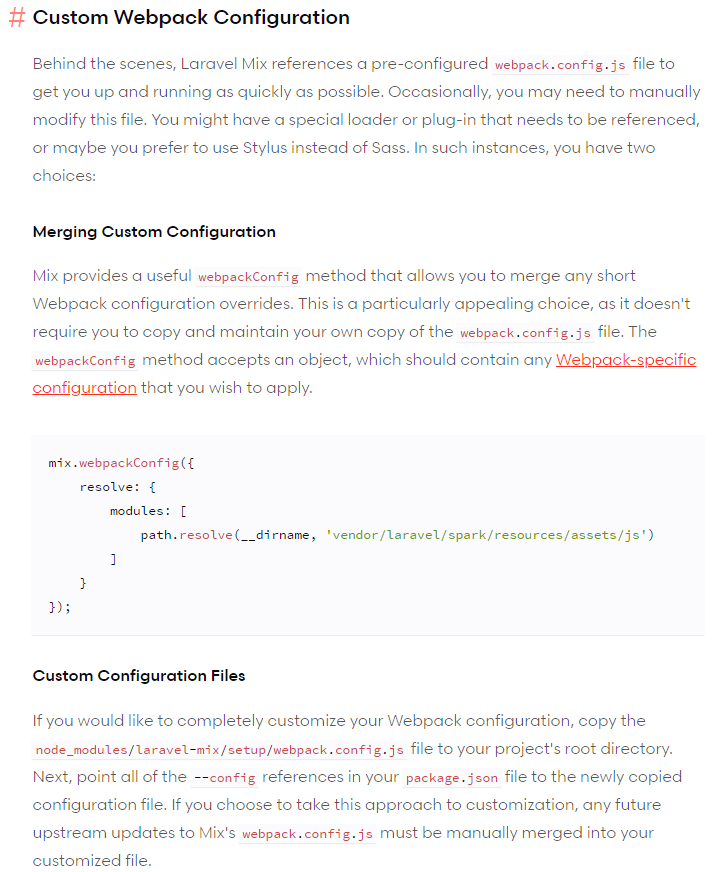 # Custom Webpack Configuration
Behind the scenes, Laravel Mix references a pre-configured webpack.config.js file to
get you up and running as quickly as possible. Occasionally, you may need to manually
modify this file. You might have a special loader or plug-in that needs to be referenced,
or maybe you prefer to use Stylus instead of Sass. In such instances, you have two
choices:
Merging Custom Configuration
Mix provides a useful webpackConfig method that allows you to merge any short
Webpack configuration overrides. This is a particularly appealing choice, as it doesn't
require you to copy and maintain your own copy of the webpack.config.js file. The
webpackConfig method accepts an object, which should contain any Webpack-specific
configuration that you wish to apply.
mix.webpackConfig({
    resolve: {
        modules: [
            path.resolve(__dirname, 'vendor/laravel/spark/resources/assets/js')
        ]
    }
});
Custom Configuration Files
If you would like to completely customize your Webpack configuration, copy the
node_modules/laravel-mix/setup/webpack.config.js file to your project's root directory.
Next, point all of the --config references in your package.json file to the newly copied
configuration file. If you choose to take this approach to customization, any future
upstream updates to Mix's webpack.config.js must be manually merged into your
customized file.